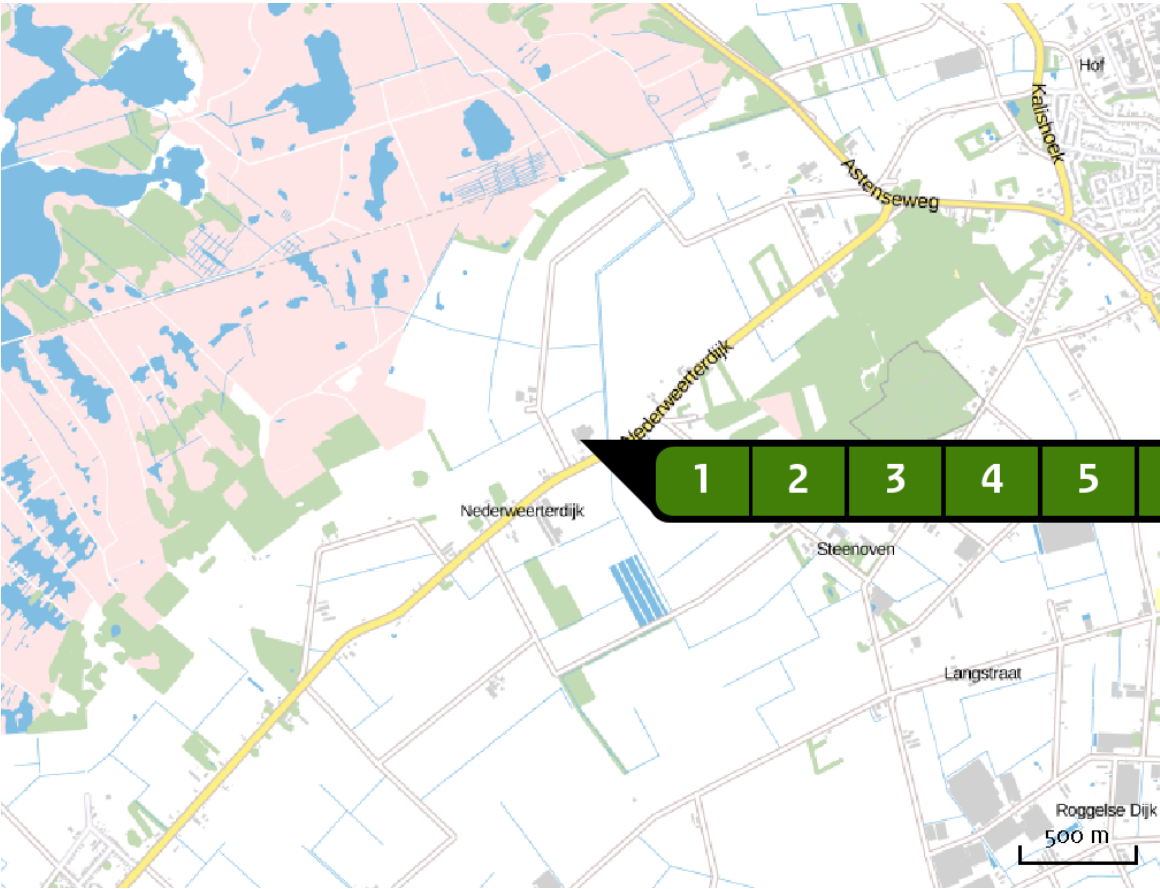 Hof
Kalishoek
Astenseweg
Nederweerterdijk
1 2 3 4 5
Nederweerterdijk
Steenoven
Langstraat
Roggelse Dijk
500 m